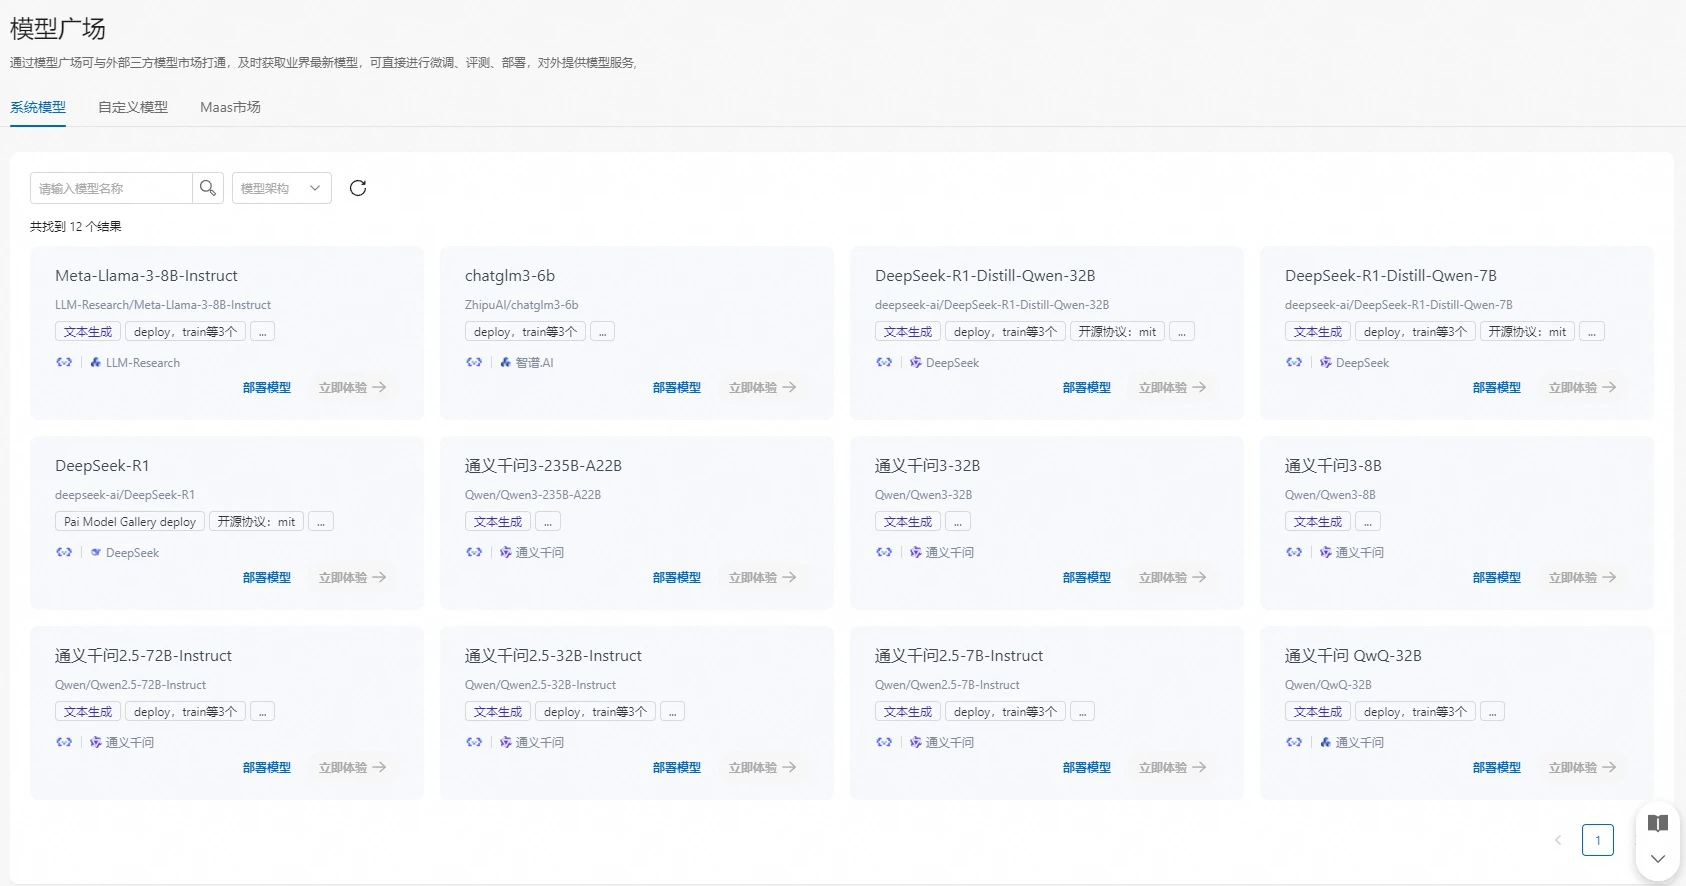 模型广场
通过模型广场可与外部三方模型市场打通，及时获取业界最新模型，可直接进行微调、评测、部署，对外提供模型服务,
系统模型 自定义模型 Maas市场
请输入模型名称 模型架构
共找到 12 个结果
Meta-Llama-3-8B-Instruct
LLM-Research/Meta-Llama-3-8B-Instruct
文本生成 deploy，train等3个 ...
LLM-Research
部署模型 立即体验
chatglm3-6b
ZhipuAI/chatglm3-6b
deploy，train等3个 ...
智谱.AI
部署模型 立即体验
DeepSeek-R1-Distill-Qwen-32B
deepseek-ai/DeepSeek-R1-Distill-Qwen-32B
文本生成 deploy，train等3个 开源协议：mit ...
DeepSeek
部署模型 立即体验
DeepSeek-R1-Distill-Qwen-7B
deepseek-ai/DeepSeek-R1-Distill-Qwen-7B
文本生成 deploy，train等3个 开源协议：mit ...
DeepSeek
部署模型 立即体验
DeepSeek-R1
deepseek-ai/DeepSeek-R1
Pai Model Gallery deploy 开源协议：mit ...
DeepSeek
部署模型 立即体验
通义千问3-235B-A22B
Qwen/Qwen3-235B-A22B
文本生成 ...
通义千问
部署模型 立即体验
通义千问3-32B
Qwen/Qwen3-32B
文本生成 ...
通义千问
部署模型 立即体验
通义千问3-8B
Qwen/Qwen3-8B
文本生成 ...
通义千问
部署模型 立即体验
通义千问2.5-72B-Instruct
Qwen/Qwen2.5-72B-Instruct
文本生成 deploy，train等3个 ...
通义千问
部署模型 立即体验
通义千问2.5-32B-Instruct
Qwen/Qwen2.5-32B-Instruct
文本生成 deploy，train等3个 ...
通义千问
部署模型 立即体验
通义千问2.5-7B-Instruct
Qwen/Qwen2.5-7B-Instruct
文本生成 deploy，train等3个 ...
通义千问
部署模型 立即体验
通义千问 QwQ-32B
Qwen/QwQ-32B
文本生成 deploy，train等3个 ...
通义千问
部署模型 立即体验
1